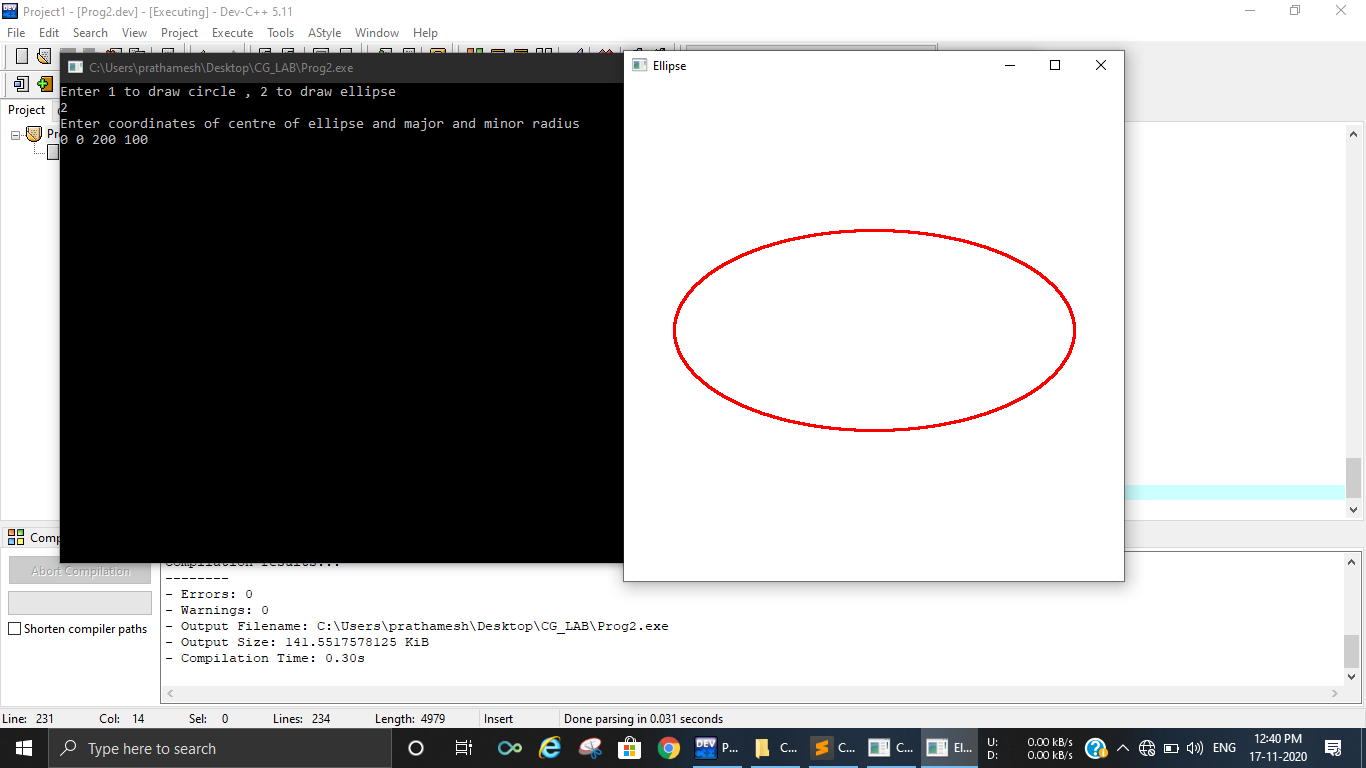 Project1 - [Prog2.dev] - [Executing] - Dev-C++ 5.11
File Edit Search View Project Execute Tools AStyle Window Help
C:\Users\prathamesh\Desktop\CG_LAB\Prog2.exe
Enter 1 to draw circle , 2 to draw ellipse
2
Enter coordinates of centre of ellipse and major and minor radius
0 0 200 100
Ellipse
Project
Abort Compilation
Shorten compiler paths
Compilation results...
--------
- Errors: 0
- Warnings: 0
- Output Filename: C:\Users\prathamesh\Desktop\CG_LAB\Prog2.exe
- Output Size: 141.5517578125 KiB
- Compilation Time: 0.30s
Line: 231 Col: 14 Sel: 0 Lines: 234 Length: 4979 Insert Done parsing in 0.031 seconds
Type here to search
DEV P... C... C... C... El...
U: 0.00 kB/s
D: 0.00 kB/s
ENG
12:40 PM
17-11-2020